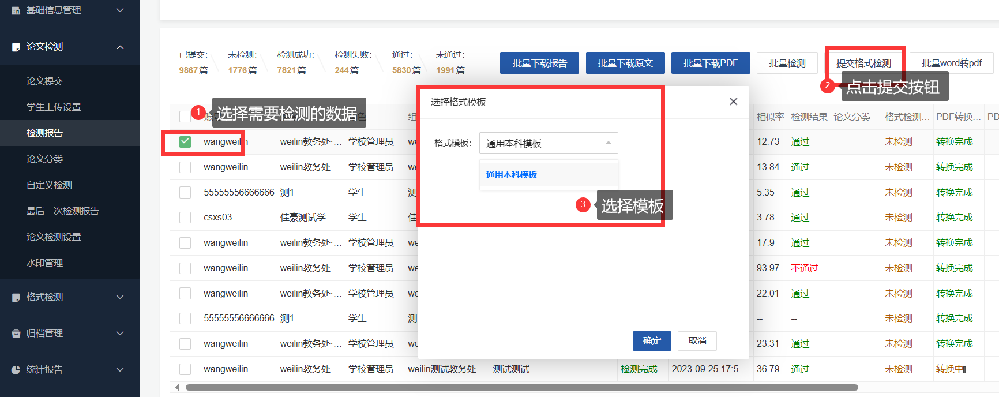 基础信息管理
论文检测
论文提交
学生上传设置
检测报告
论文分类
自定义检测
最后一次检测报告
论文检测设置
水印管理
格式检测
归档管理
统计报告
已提交： 未检测： 检测成功： 检测失败： 通过： 未通过：
9867篇 1776篇 7821篇 244篇 5830篇 1991篇
批量下载报告 批量下载原文 批量下载PDF 批量检测 提交格式检测 批量word转pdf
2 点击提交按钮
1 选择需要检测的数据
相似率 检测结果 论文分类 格式检测... PDF转换... PD
wangweilin weilin教务处·... 学校管理员 we 12.73 通过 未检测 转换完成
wangweilin weilin教务处·... 学校管理员 we 13.84 通过 未检测 转换完成
55555556666666 测1 学生 测 5.35 通过 未检测 转换完成
csxs03 佳豪测试学... 学生 佳 3.78 通过 未检测 转换完成
wangweilin weilin教务处·... 学校管理员 we 17.9 通过 未检测 转换完成
wangweilin weilin教务处·... 学校管理员 we 93.97 不通过 未检测 转换完成
wangweilin weilin教务处·... 学校管理员 we 22.01 通过 未检测 转换完成
55555556666666 测1 学生 测 -- -- 未检测 转换完成
wangweilin weilin教务处·... 学校管理员 we 23.31 通过 未检测 转换完成
wangweilin weilin教务处·... 学校管理员 weilin测试教务处 测试测试 检测完成 2023-09-25 17:5... 36.79 通过 未检测 转换中
选择格式模板
格式模板： 通用本科模板
通用本科模板
3 选择模板
确定 取消